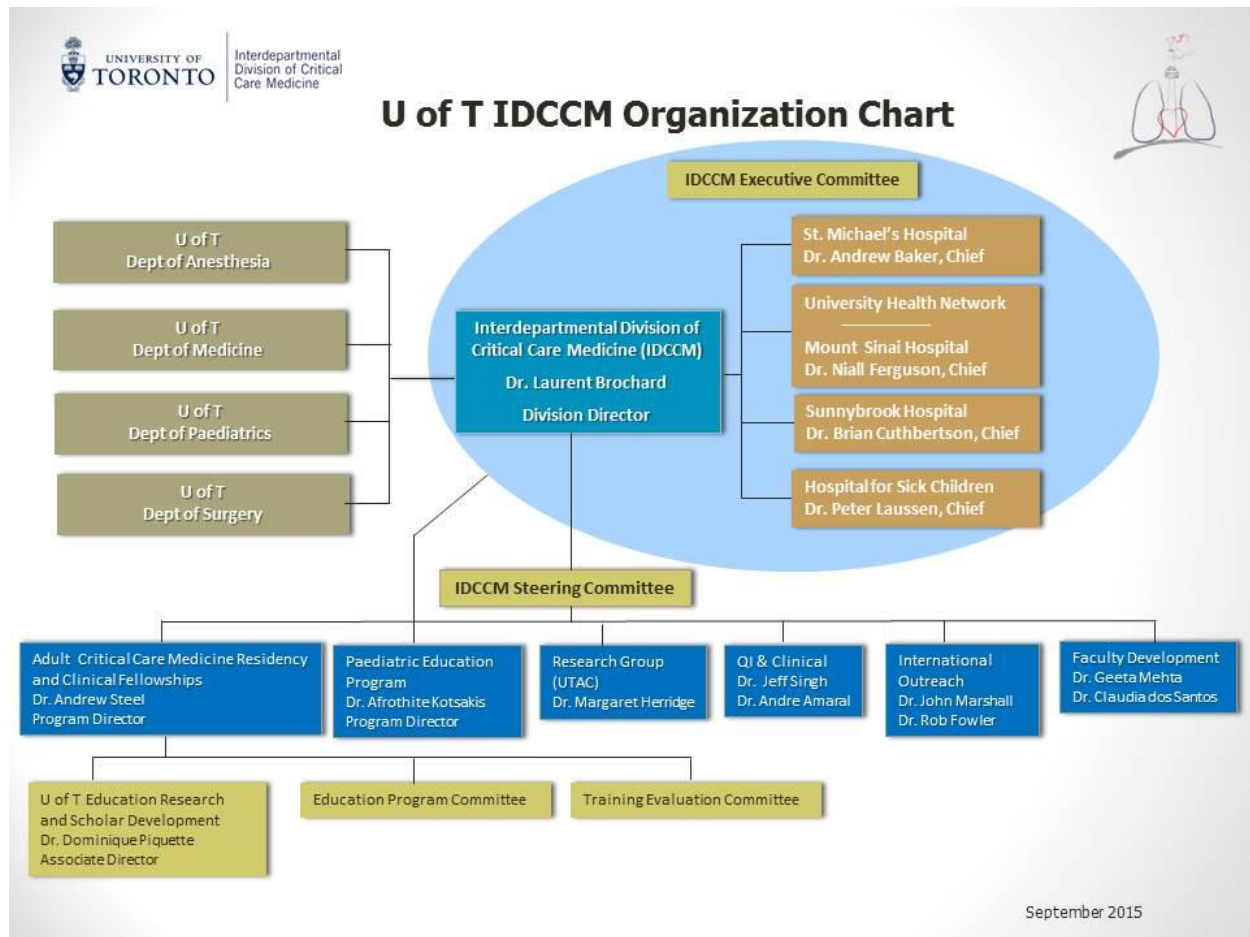 UNIVERSITY OF
TORONTO
Interdepartmental
Division of Critical
Care Medicine
U of T IDCCM Organization Chart
IDCCM Executive Committee
U of T
Dept of Anesthesia
U of T
Dept of Medicine
U of T
Dept of Paediatrics
U of T
Dept of Surgery
Interdepartmental Division of
Critical Care Medicine (IDCCM)
Dr. Laurent Brochard
Division Director
St. Michael's Hospital
Dr. Andrew Baker, Chief
University Health Network
Mount Sinai Hospital
Dr. Niall Ferguson, Chief
Sunnybrook Hospital
Dr. Brian Cuthbertson, Chief
Hospital for Sick Children
Dr. Peter Laussen, Chief
IDCCM Steering Committee
Adult Critical Care Medicine Residency
and Clinical Fellowships
Dr. Andrew Steel
Program Director
Paediatric Education
Program
Dr. Afrothite Kotsakis
Program Director
Research Group
(UTAC)
Dr. Margaret Herridge
QI & Clinical
Dr. Jeff Singh
Dr. Andre Amaral
International
Outreach
Dr. John Marshall
Dr. Rob Fowler
Faculty Development
Dr. Geeta Mehta
Dr. Claudia dos Santos
U of T Education Research
and Scholar Development
Dr. Dominique Piquette
Associate Director
Education Program Committee
Training Evaluation Committee
September 2015